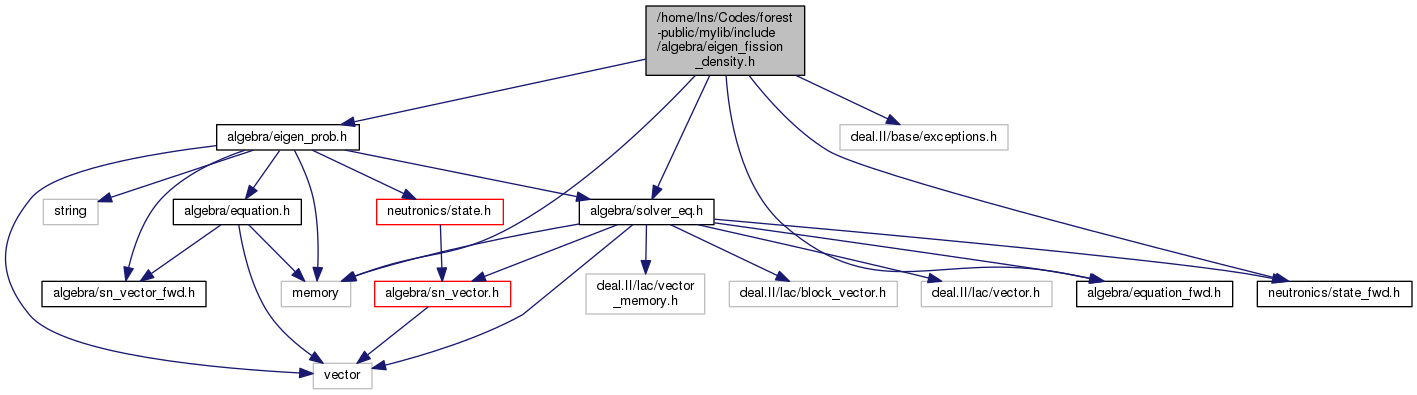 /home/lns/Codes/forest
-public/mylib/include
/algebra/eigen_fission
_density.h
algebra/eigen_prob.h
deal.II/base/exceptions.h
string
algebra/equation.h
neutronics/state.h
algebra/solver_eq.h
algebra/sn_vector_fwd.h
memory
algebra/sn_vector.h
deal.II/lac/vector
_memory.h
deal.II/lac/block_vector.h
deal.II/lac/vector.h
algebra/equation_fwd.h
neutronics/state_fwd.h
vector